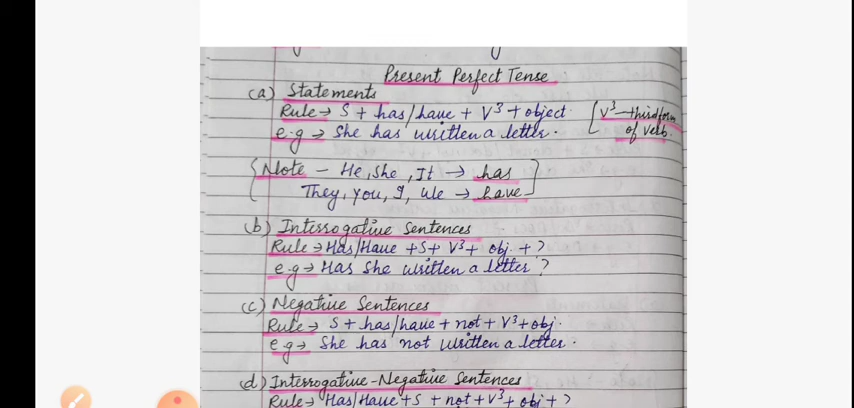 Present Perfect Tense
(a) Statements
Rule → S + has/have + V³ + object. [V³ - third form
e.g → She has written a letter. of verb.
{Note - He, She, It → has
They, you, I, We → have}
(b) Interrogative Sentences
Rule → Has/Have + S + V³ + obj. + ?
e.g → Has She written a letter ?
(c) Negative Sentences
Rule → S + has/have + not + V³ + obj.
e.g → She has not written a letter.
(d) Interrogative-Negative Sentences
Rule → Has/Have + S + not + V³ + obj + ?